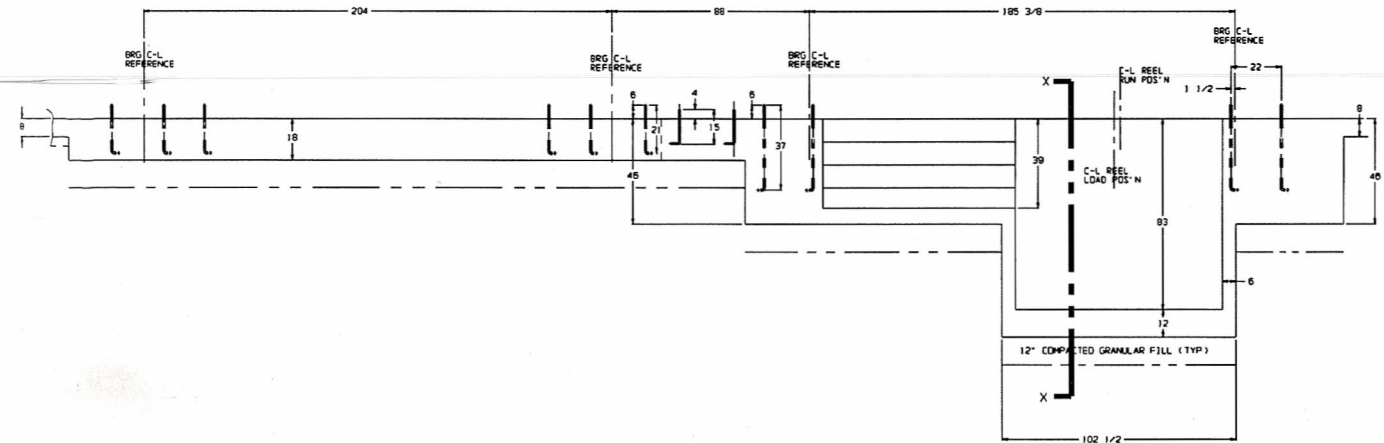 204
88
185 3/8
BRG C-L
REFERENCE
BRG C-L
REFERENCE
BRG C-L
REFERENCE
BRG C-L
REFERENCE
C-L REEL
RUN POS'N
22
1 1/2
X
6
4
6
8
18
21
15
37
39
8
46
46
C-L REEL
LOAD POS'N
83
6
12
12" COMPACTED GRANULAR FILL (TYP)
X
102 1/2